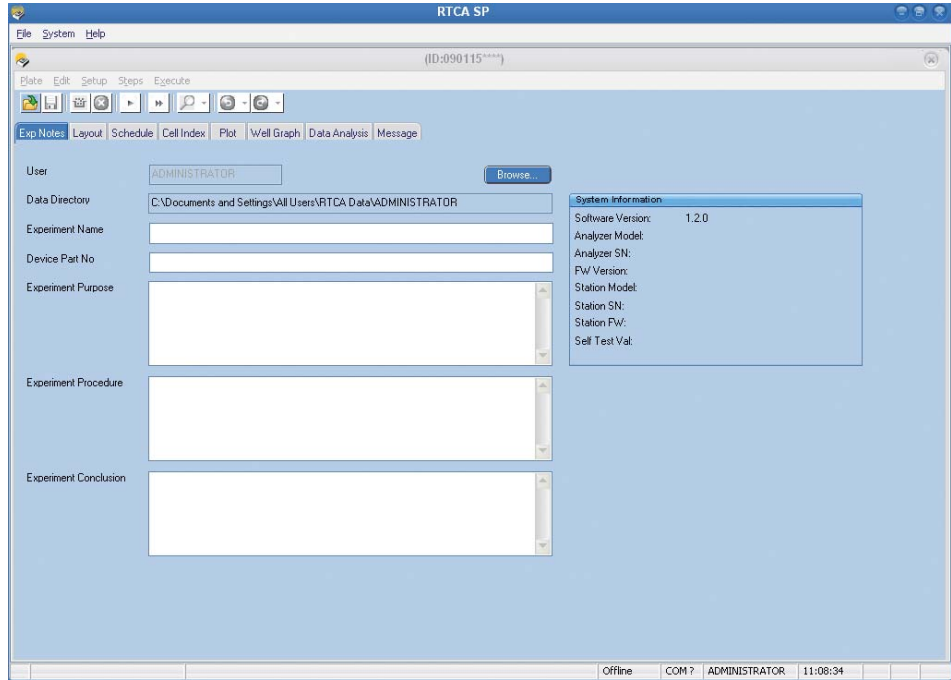 RTCA SP
File System Help
(ID:090115****)
Plate Edit Setup Steps Execute
Exp Notes Layout Schedule Cell Index Plot Well Graph Data Analysis Message
User ADMINISTRATOR Browse...
Data Directory C:\Documents and Settings\All Users\RTCA Data\ADMINISTRATOR
Experiment Name
Device Part No
Experiment Purpose
Experiment Procedure
Experiment Conclusion
System Information
Software Version: 1.2.0
Analyzer Model:
Analyzer SN:
FW Version:
Station Model:
Station SN:
Station FW:
Self Test Val:
Offline COM ? ADMINISTRATOR 11:08:34